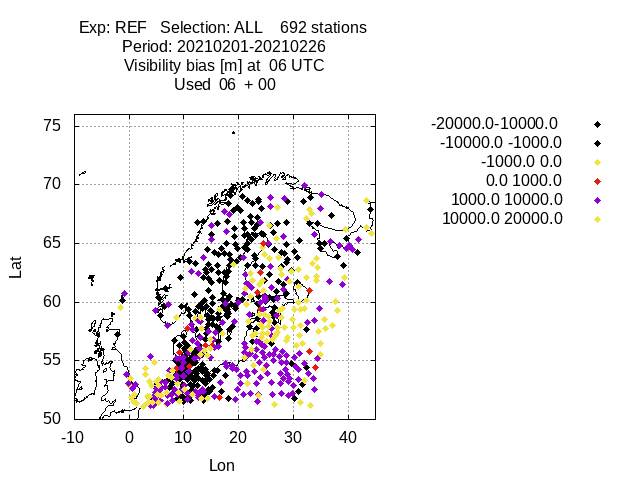 Exp: REF   Selection: ALL    692 stations
Period: 20210201-20210226
Visibility bias [m] at  06 UTC
Used  06  + 00
-20000.0-10000.0
-10000.0 -1000.0
-1000.0 0.0
0.0 1000.0
1000.0 10000.0
10000.0 20000.0
75
70
65
60
55
50
Lat
-10 0 10 20 30 40
Lon